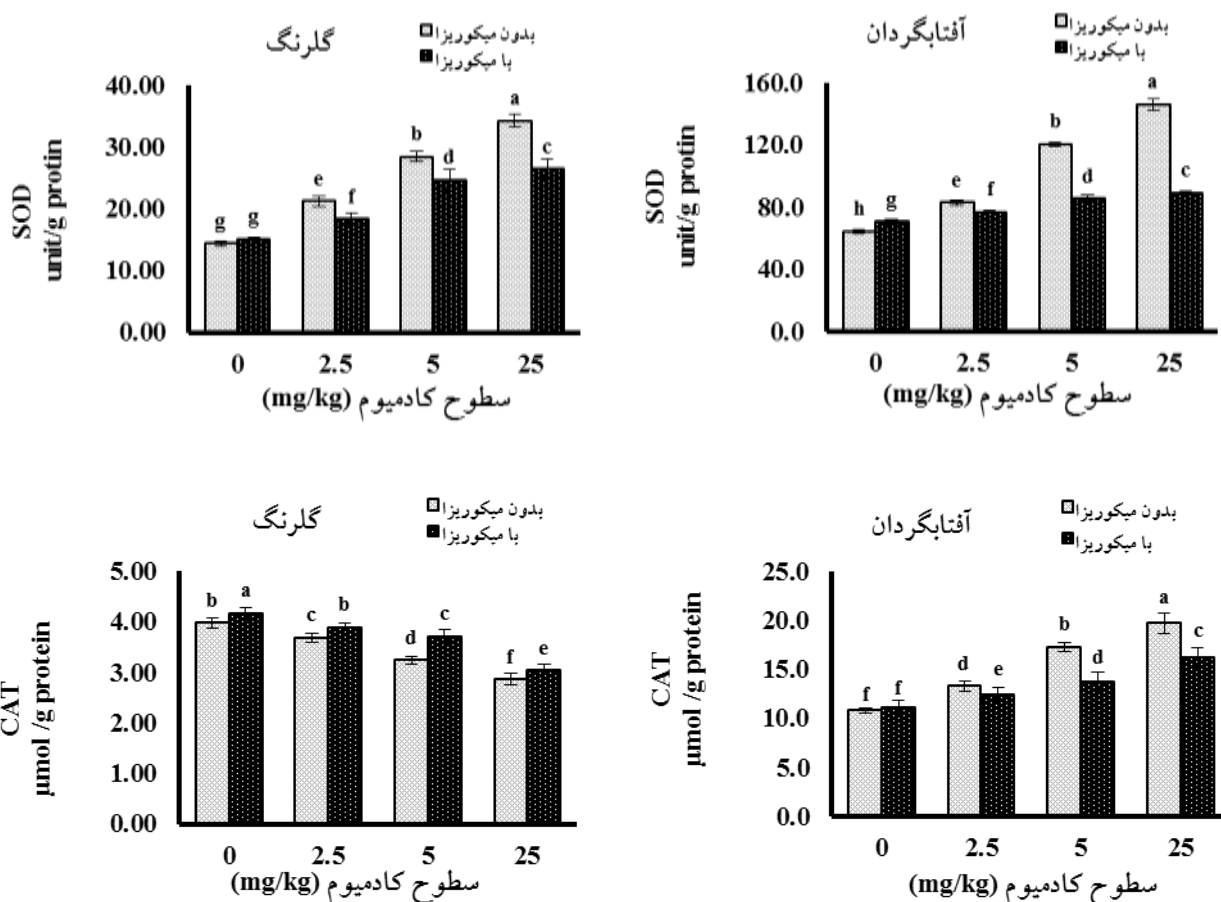 گلرنگ
بدون میکوریزا
با میکوریزا
SOD
unit/g protin
40.00
30.00
20.00
10.00
0.00
g g e f b d a c
0 2.5 5 25
سطوح کادمیوم (mg/kg)
آفتابگردان
بدون میکوریزا
با میکوریزا
SOD
unit/g protin
160.0
120.0
80.0
40.0
0.0
h g e f b d a c
0 2.5 5 25
سطوح کادمیوم (mg/kg)
گلرنگ
بدون میکوریزا
با میکوریزا
CAT
µmol /g protein
5.00
4.00
3.00
2.00
1.00
0.00
b a c b d c f e
0 2.5 5 25
سطوح کادمیوم (mg/kg)
آفتابگردان
بدون میکوریزا
با میکوریزا
CAT
µmol /g protein
25.0
20.0
15.0
10.0
5.0
0.0
f f d e b d a c
0 2.5 5 25
سطوح کادمیوم (mg/kg)